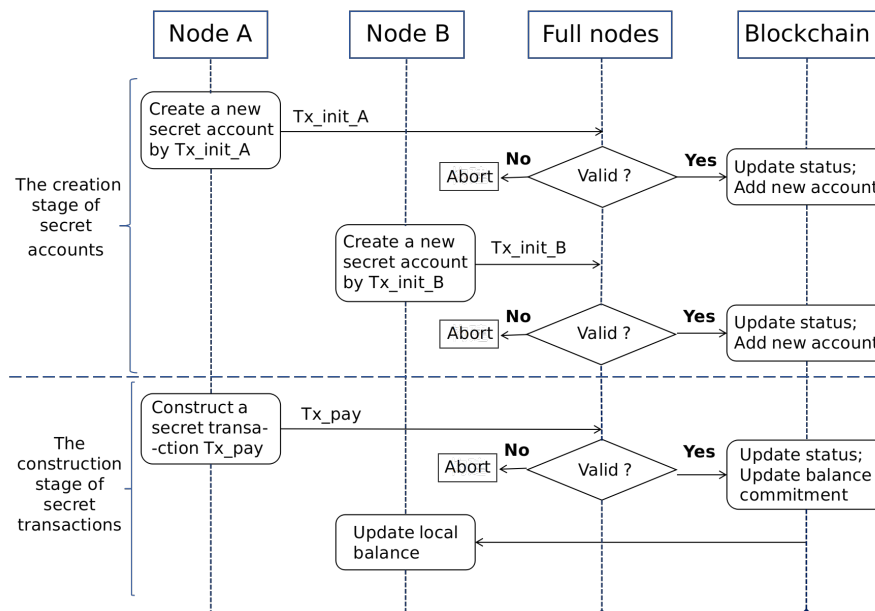 Node A
Node B
Full nodes
Blockchain
Create a new
secret account
by Tx_init_A
Tx_init_A
No
Abort
Valid ?
Yes
Update status;
Add new account
The creation
stage of
secret
accounts
Create a new
secret account
by Tx_init_B
Tx_init_B
No
Abort
Valid ?
Yes
Update status;
Add new account
Construct a
secret transa-
-ction Tx_pay
Tx_pay
No
Abort
Valid ?
Yes
Update status;
Update balance
commitment
The
construction
stage of
secret
transactions
Update local
balance